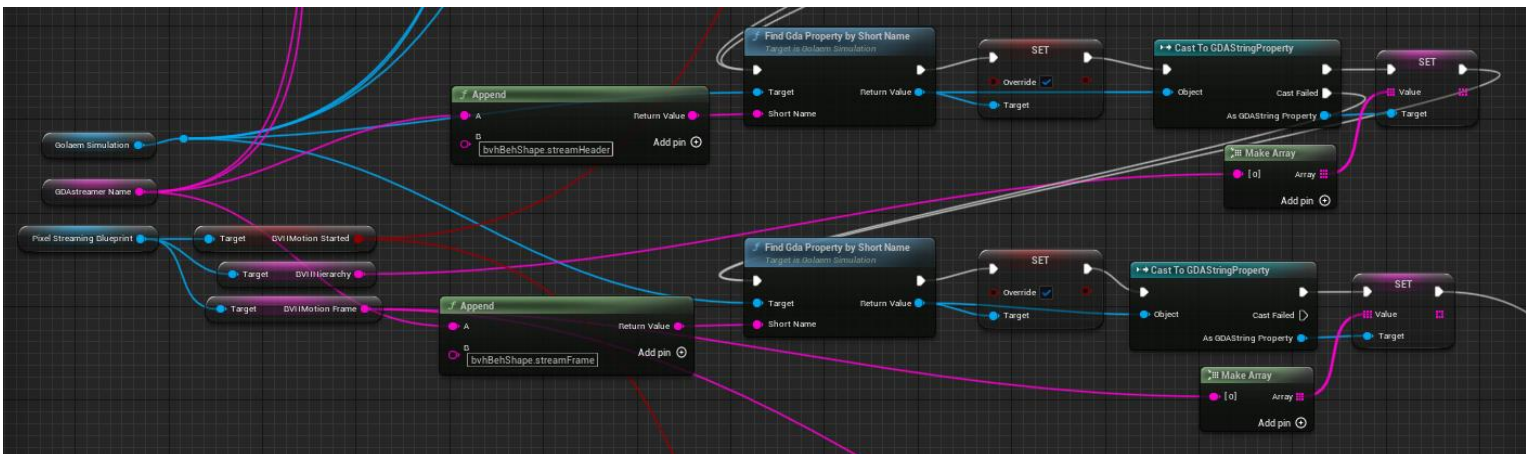 Find Gda Property by Short Name
Target is Golaem Simulation
Target
Return Value
Short Name
SET
Override
Target
Cast To GDAStringProperty
Object
Cast Failed
As GDAString Property
SET
Value
Target
Append
A
Return Value
B
bvhBehShape.streamHeader
Add pin
Make Array
[0]
Array
Add pin
Golaem Simulation
GDAstreamer Name
Pixel Streaming Blueprint
Target
BVHMotion Started
Target
BVHHierarchy
Target
BVHMotion Frame
Append
A
Return Value
B
bvhBehShape.streamFrame
Add pin
Find Gda Property by Short Name
Target is Golaem Simulation
Target
Return Value
Short Name
SET
Override
Target
Cast To GDAStringProperty
Object
Cast Failed
As GDAString Property
SET
Value
Target
Make Array
[0]
Array
Add pin